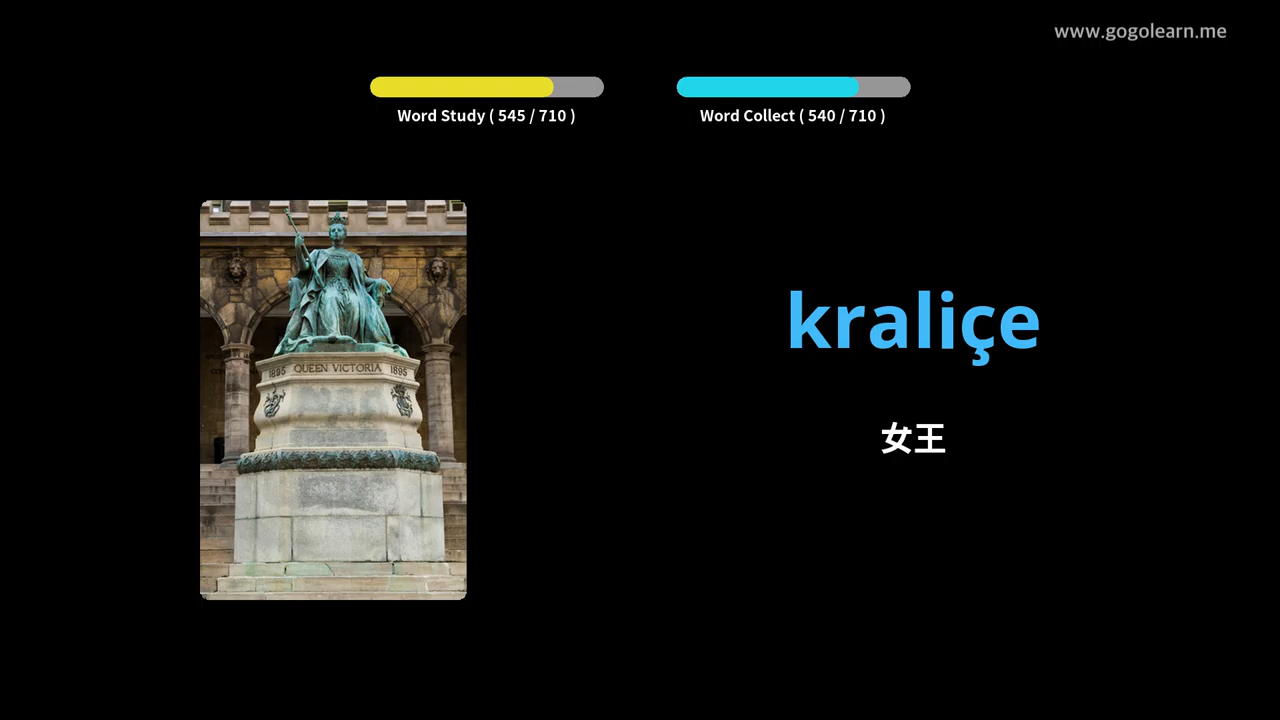 www.gogolearn.me
Word Study ( 545 / 710 )
Word Collect ( 540 / 710 )
1895 QUEEN VICTORIA 1895
kraliçe
女王